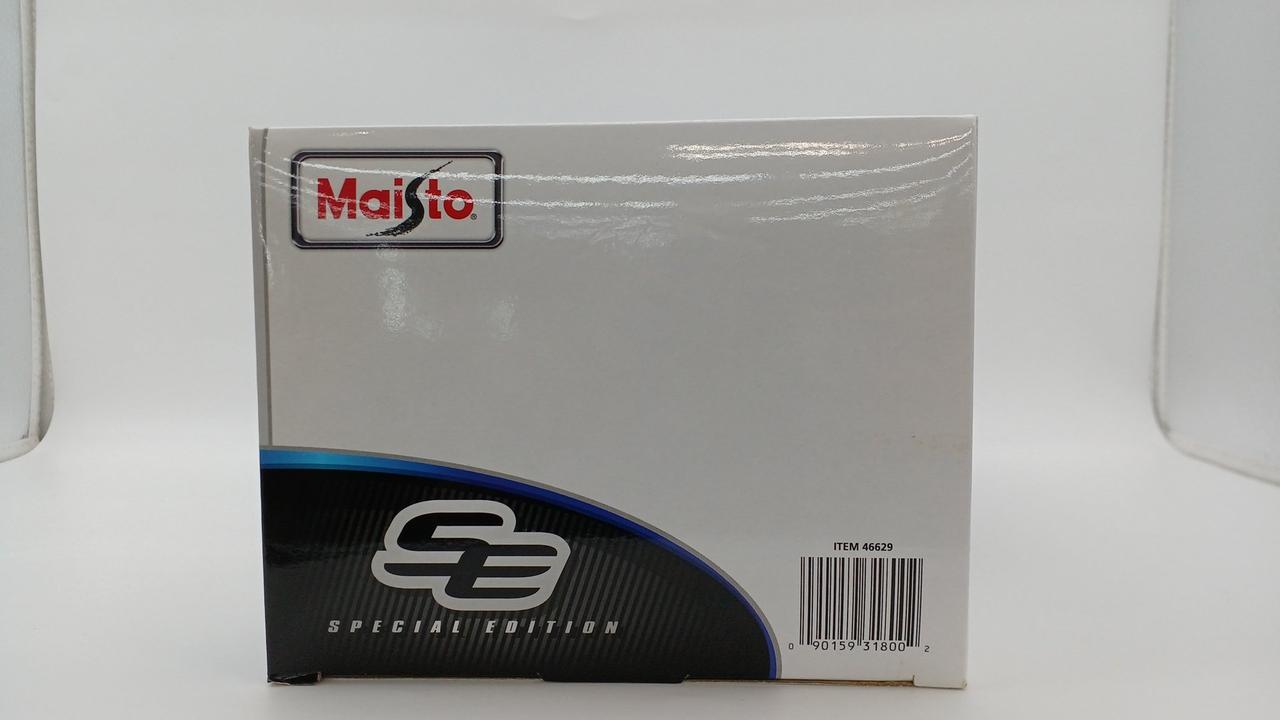 Maisto®
SE
SPECIAL EDITION
ITEM 46629
0 90159 31800 2